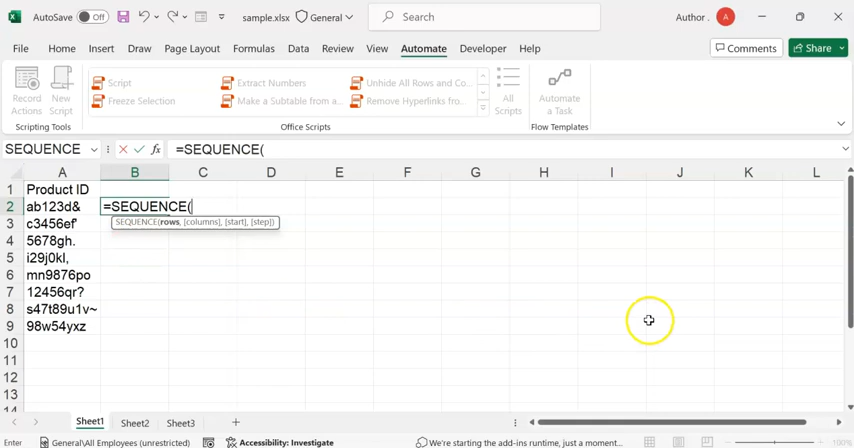 AutoSave Off sample.xlsx General Search Author . A
File Home Insert Draw Page Layout Formulas Data Review View Automate Developer Help Comments Share
Record Actions New Script Script Extract Numbers Unhide All Rows and Co... All Scripts Automate a Task
Freeze Selection Make a Subtable from a... Remove Hyperlinks fro...
Scripting Tools Office Scripts Flow Templates
SEQUENCE fx =SEQUENCE(
A B C D E F G H I J K L
1 Product ID
2 ab123d& =SEQUENCE(
3 c3456ef' SEQUENCE(rows, [columns], [start], [step])
4 5678gh.
5 i29j0kl,
6 mn9876po
7 12456qr?
8 s47t89u1v~
9 98w54yxz
10
11
12
13
14
Sheet1 Sheet2 Sheet3
Enter General\All Employees (unrestricted) Accessibility: Investigate We're starting the add-ins runtime, just a moment... 100%